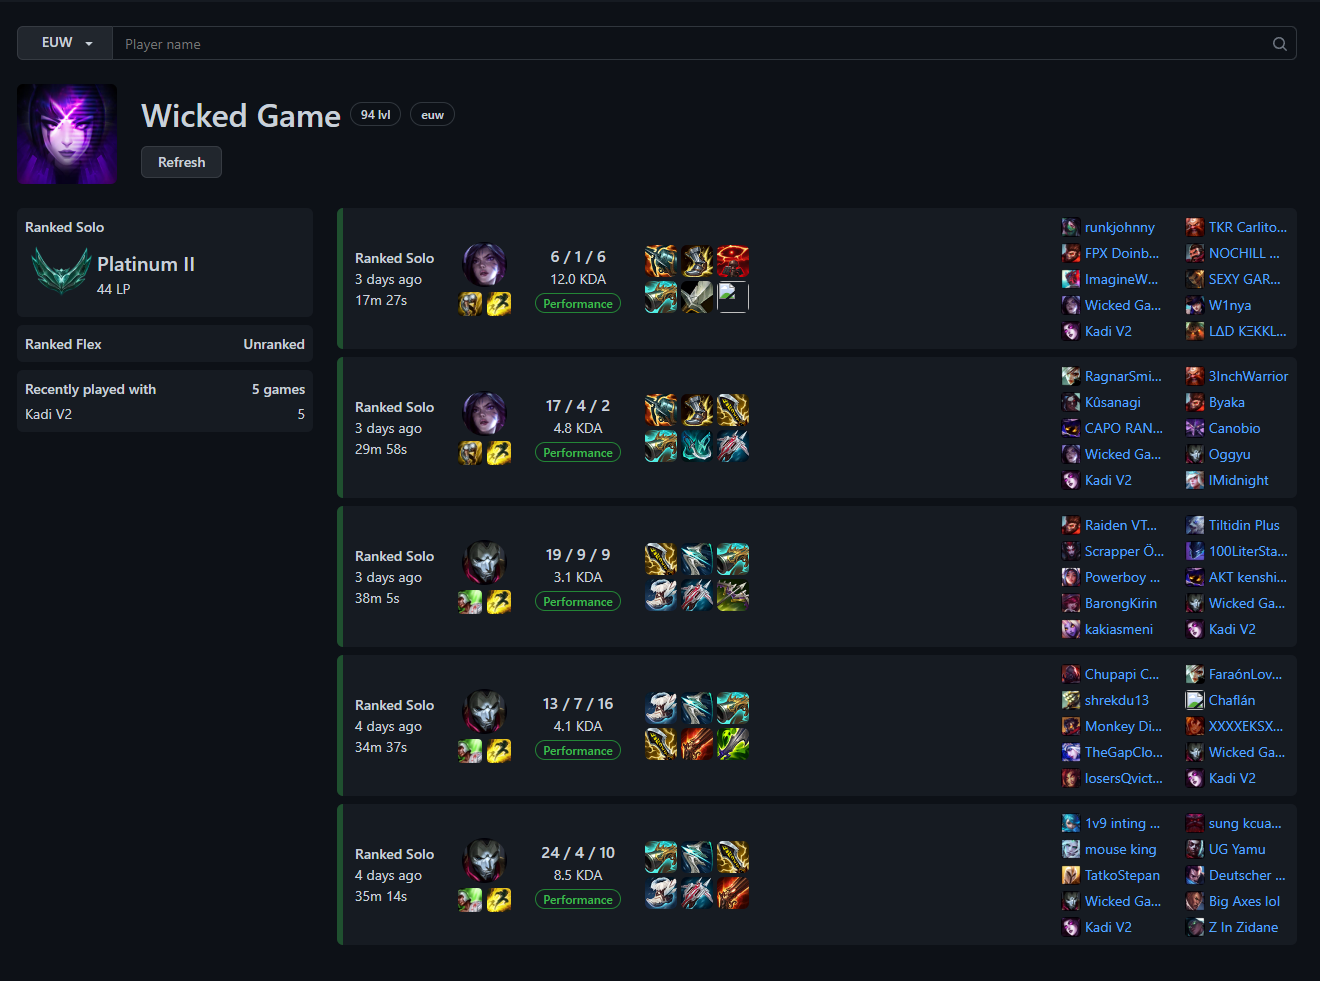 EUW
Player name
Wicked Game
94 lvl
euw
Refresh
Ranked Solo
Platinum II
44 LP
Ranked Flex
Unranked
Recently played with
5 games
Kadi V2
5
Ranked Solo
3 days ago
17m 27s
6 / 1 / 6
12.0 KDA
Performance
runkjohnny
FPX Doinb...
ImagineW...
Wicked Ga...
Kadi V2
TKR Carlito...
NOCHILL ...
SEXY GAR...
W1nya
LΔD KΞKKL...
Ranked Solo
3 days ago
29m 58s
17 / 4 / 2
4.8 KDA
Performance
RagnarSmi...
Kûsanagi
CAPO RAN...
Wicked Ga...
Kadi V2
3InchWarrior
Byaka
Canobio
Oggyu
IMidnight
Ranked Solo
3 days ago
38m 5s
19 / 9 / 9
3.1 KDA
Performance
Raiden VT...
Scrapper Ö...
Powerboy ...
BarongKirin
kakiasmeni
Tiltidin Plus
100LiterSta...
AKT kenshi...
Wicked Ga...
Kadi V2
Ranked Solo
4 days ago
34m 37s
13 / 7 / 16
4.1 KDA
Performance
Chupapi C...
shrekdu13
Monkey Di...
TheGapClo...
losersQvict...
FaraónLov...
Chaflán
XXXXEKSX...
Wicked Ga...
Kadi V2
Ranked Solo
4 days ago
35m 14s
24 / 4 / 10
8.5 KDA
Performance
1v9 inting ...
mouse king
TatkoStepan
Wicked Ga...
Kadi V2
sung kcua...
UG Yamu
Deutscher ...
Big Axes lol
Z In Zidane